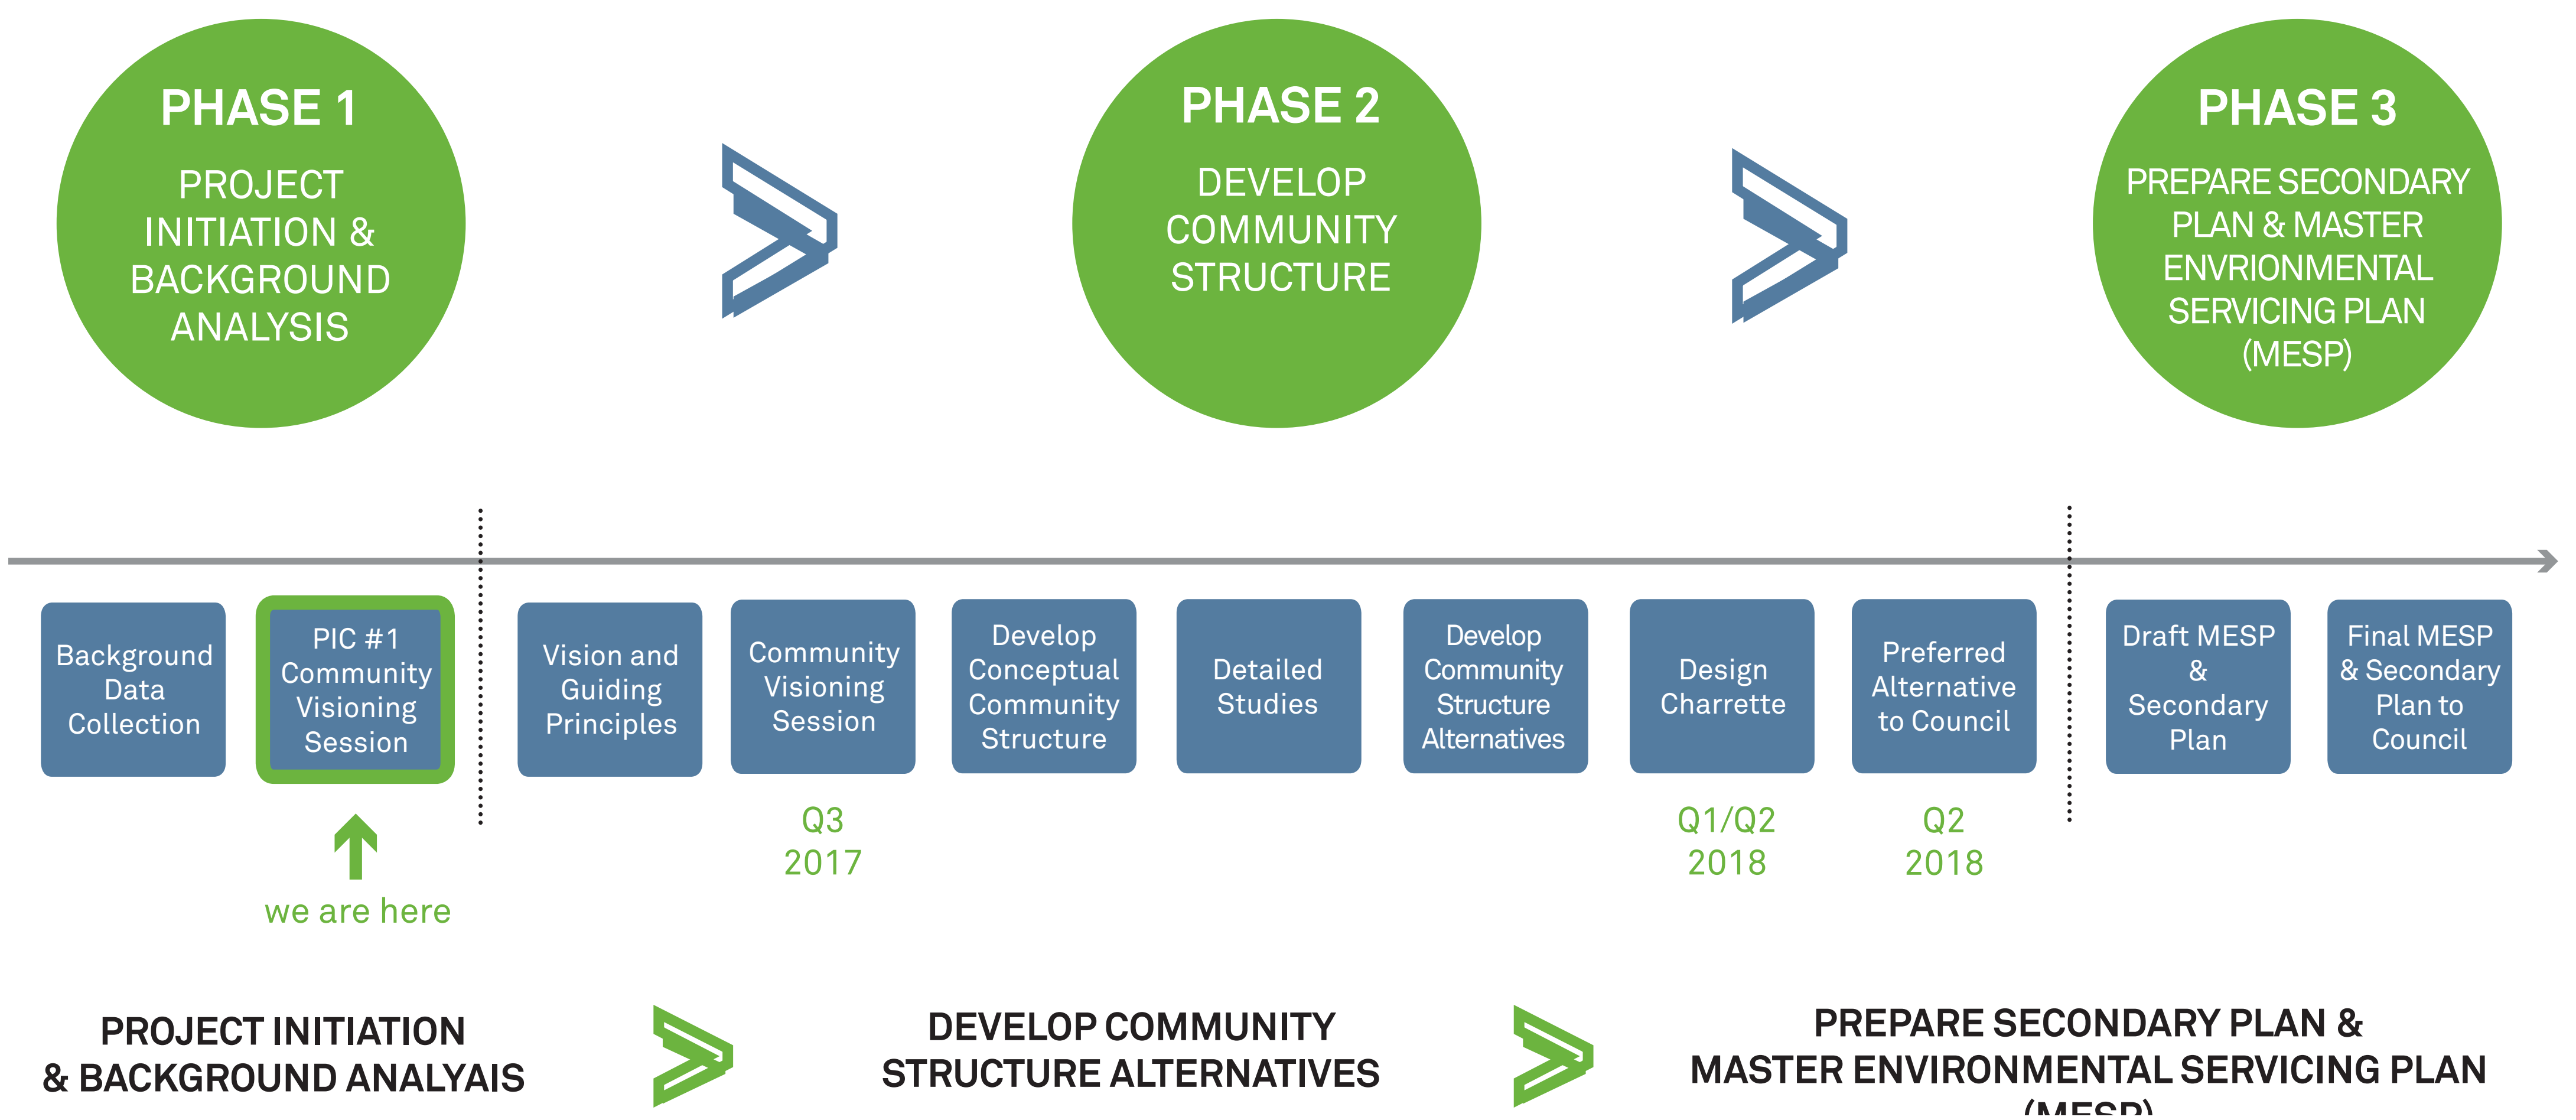 PHASE 1
PROJECT
INITIATION &
BACKGROUND
ANALYSIS
PHASE 2
DEVELOP
COMMUNITY
STRUCTURE
PHASE 3
PREPARE SECONDARY
PLAN & MASTER
ENVRIONMENTAL
SERVICING PLAN
(MESP)
Background
Data
Collection
PIC #1
Community
Visioning
Session
Vision and
Guiding
Principles
Community
Visioning
Session
Develop
Conceptual
Community
Structure
Detailed
Studies
Develop
Community
Structure
Alternatives
Design
Charrette
Preferred
Alternative
to Council
Draft MESP
&
Secondary
Plan
Final MESP
& Secondary
Plan to
Council
we are here
Q3
2017
Q1/Q2
2018
Q2
2018
PROJECT INITIATION
& BACKGROUND ANALYAIS
DEVELOP COMMUNITY
STRUCTURE ALTERNATIVES
PREPARE SECONDARY PLAN &
MASTER ENVIRONMENTAL SERVICING PLAN
(MESP)